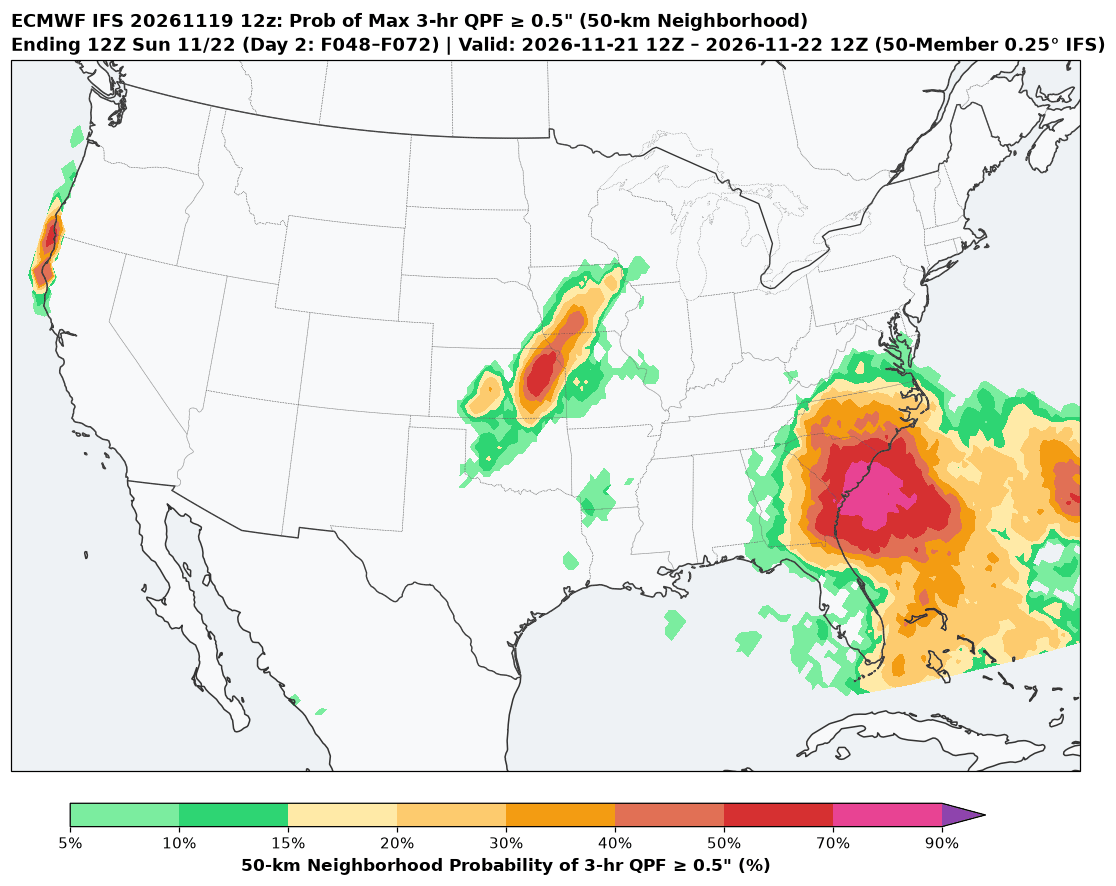 ECMWF IFS 20261119 12z: Prob of Max 3-hr QPF ≥ 0.5" (50-km Neighborhood)
Ending 12Z Sun 11/22 (Day 2: F048–F072) | Valid: 2026-11-21 12Z – 2026-11-22 12Z (50-Member 0.25° IFS)
5% 10% 15% 20% 30% 40% 50% 70% 90%
50-km Neighborhood Probability of 3-hr QPF ≥ 0.5" (%)